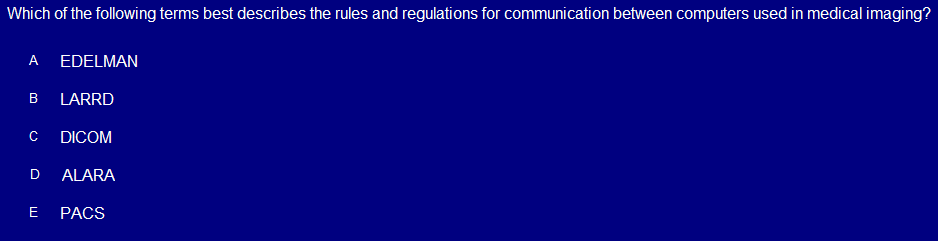 Which of the following terms best describes the rules and regulations for communication between computers used in medical imaging?
A EDELMAN
B LARRD
C DICOM
D ALARA
E PACS